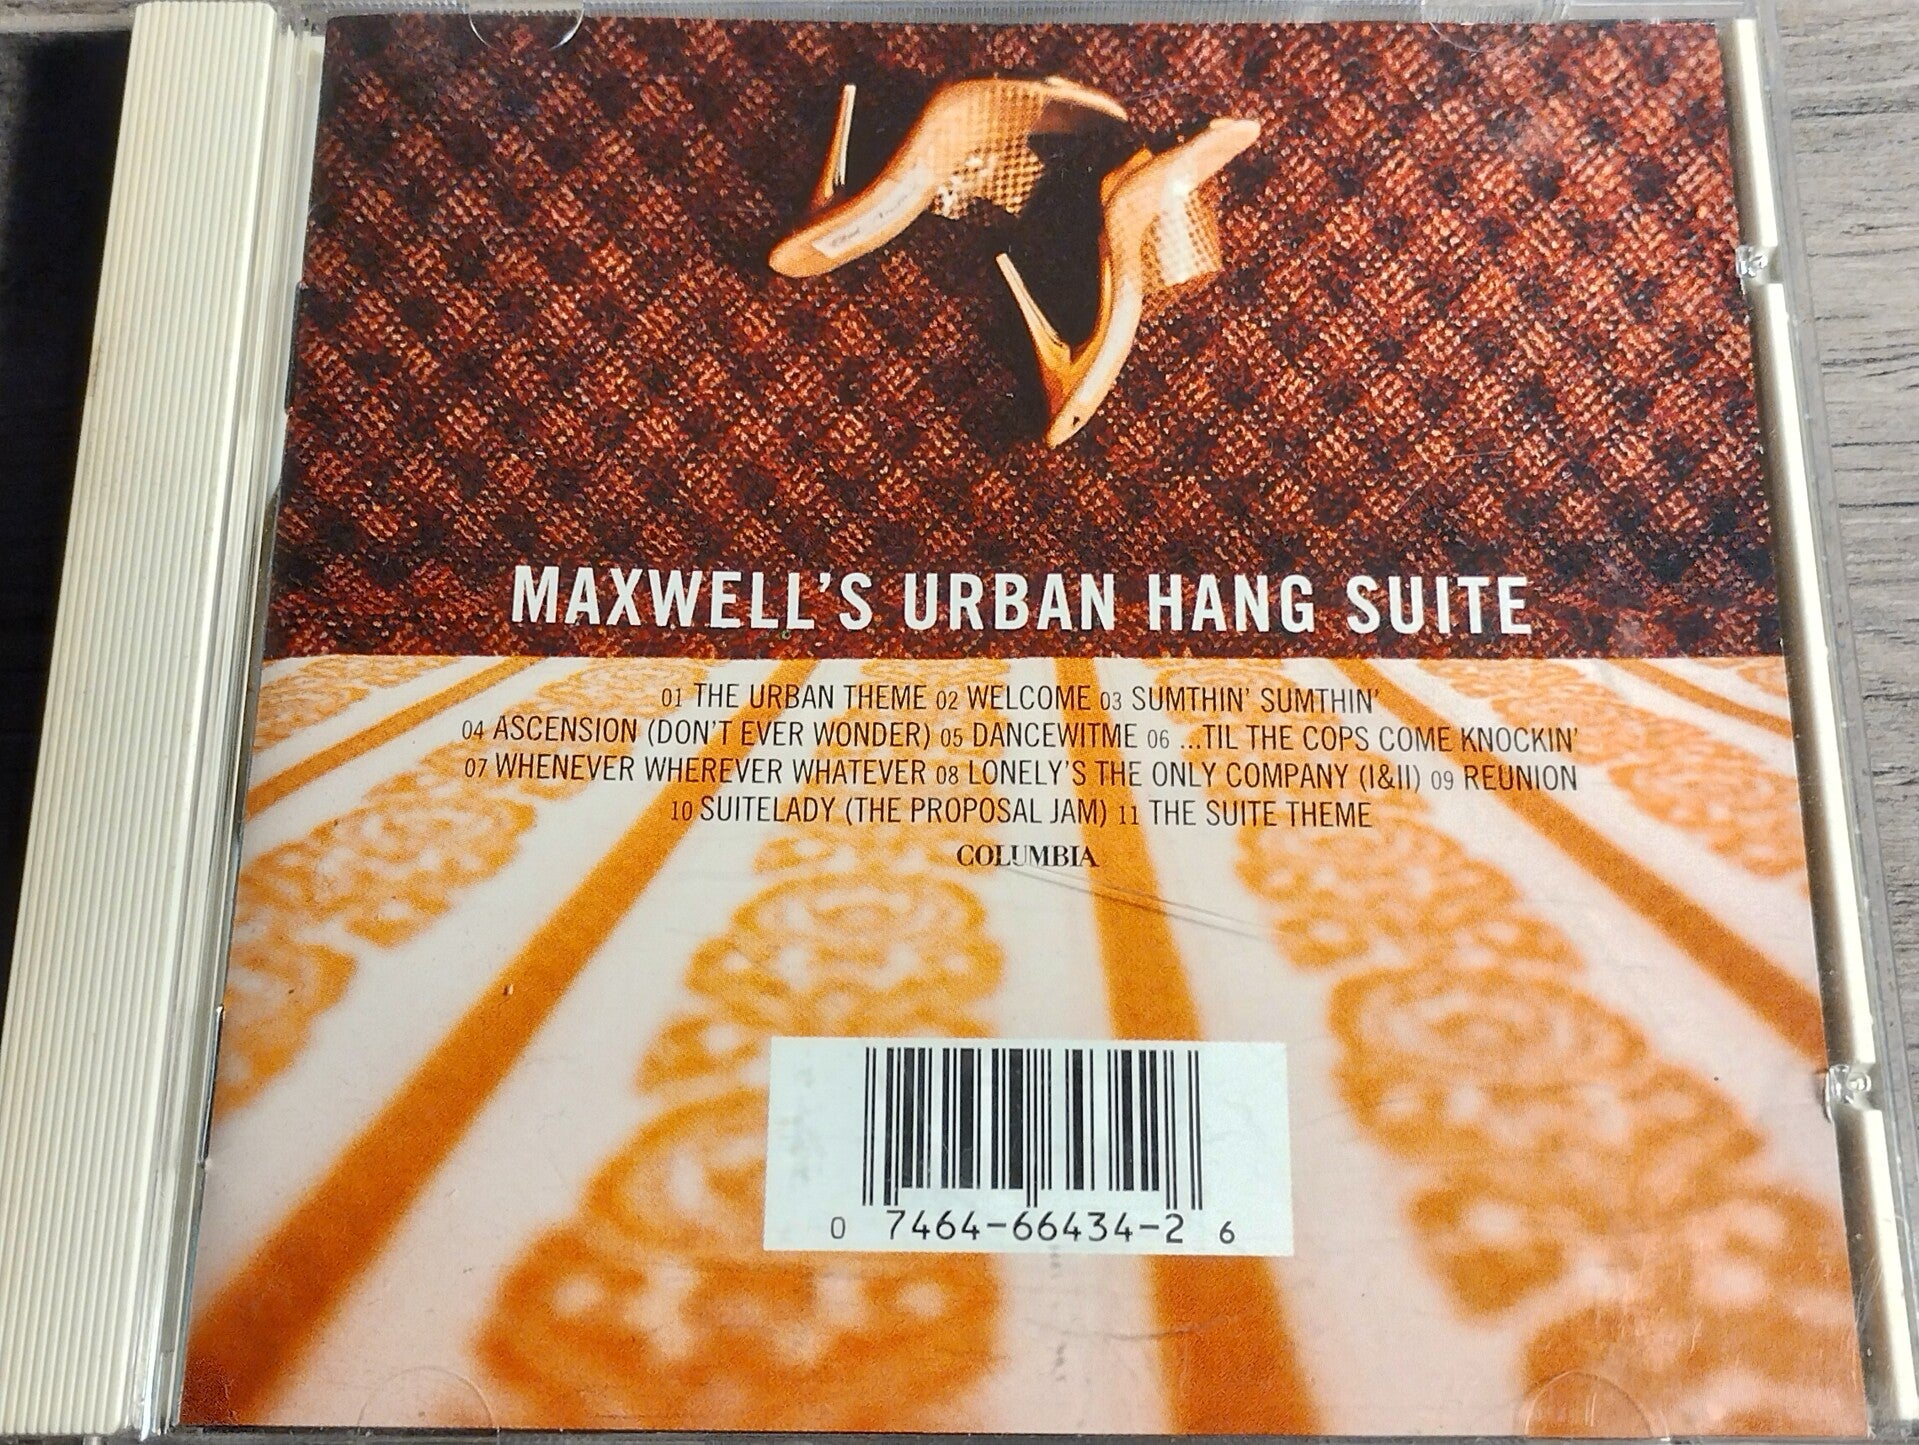 MAXWELL'S URBAN HANG SUITE
01 THE URBAN THEME 02 WELCOME 03 SUMTHIN' SUMTHIN'
04 ASCENSION (DON'T EVER WONDER) 05 DANCEWITME 06 ...TIL THE COPS COME KNOCKIN'
07 WHENEVER WHEREVER WHATEVER 08 LONELY'S THE ONLY COMPANY (I&II) 09 REUNION
10 SUITELADY (THE PROPOSAL JAM) 11 THE SUITE THEME
COLUMBIA
0 7464-66434-2 6